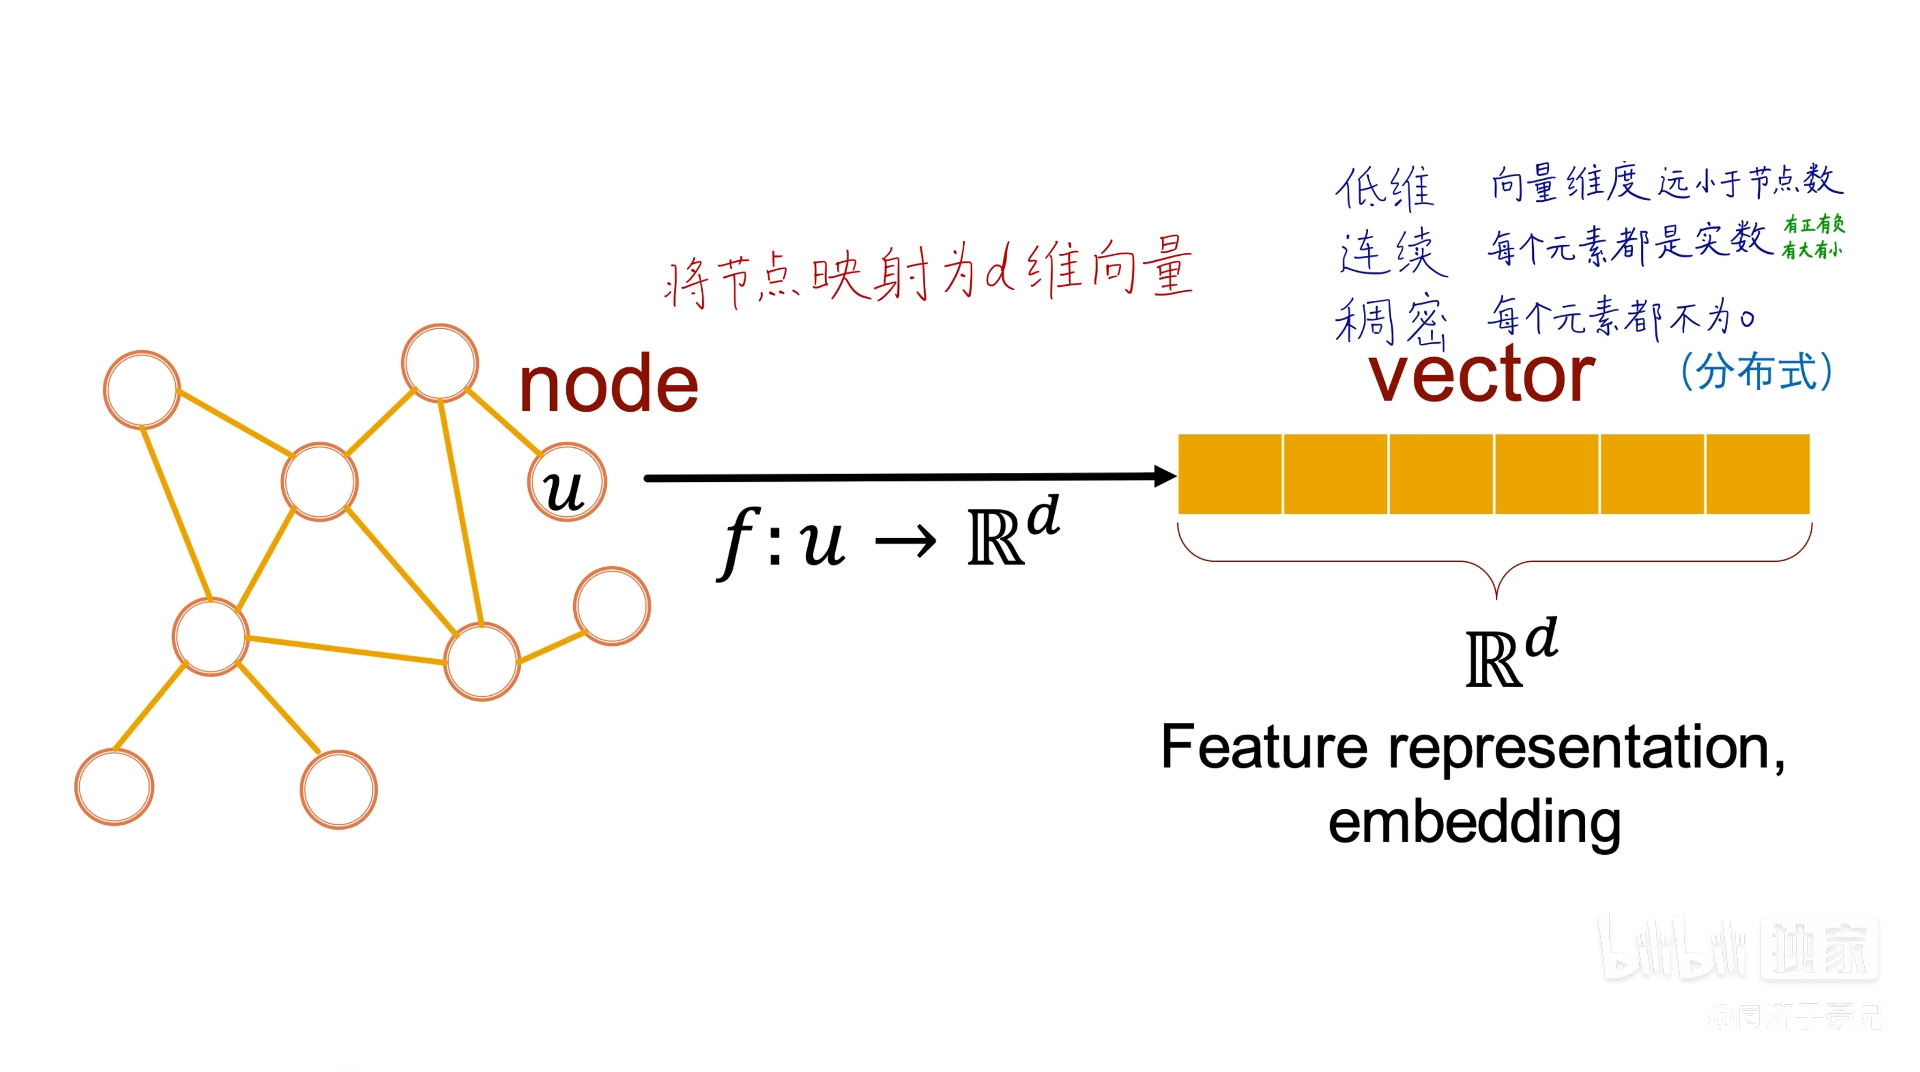 低维 向量维度远小于节点数
连续 每个元素都是实数 有正有负
有大有小
稠密 每个元素都不为0
将节点映射为d维向量
node
vector (分布式)
u
f:u → ℝᵈ
ℝᵈ
Feature representation,
embedding
bilibili 独家
@同济子豪兄